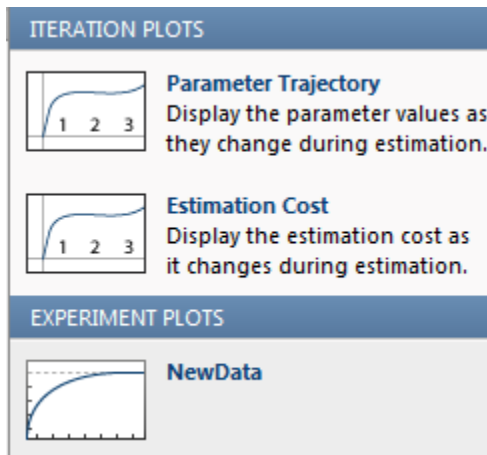 ITERATION PLOTS
1 2 3
Parameter Trajectory
Display the parameter values as
they change during estimation.
1 2 3
Estimation Cost
Display the estimation cost as
it changes during estimation.
EXPERIMENT PLOTS
NewData